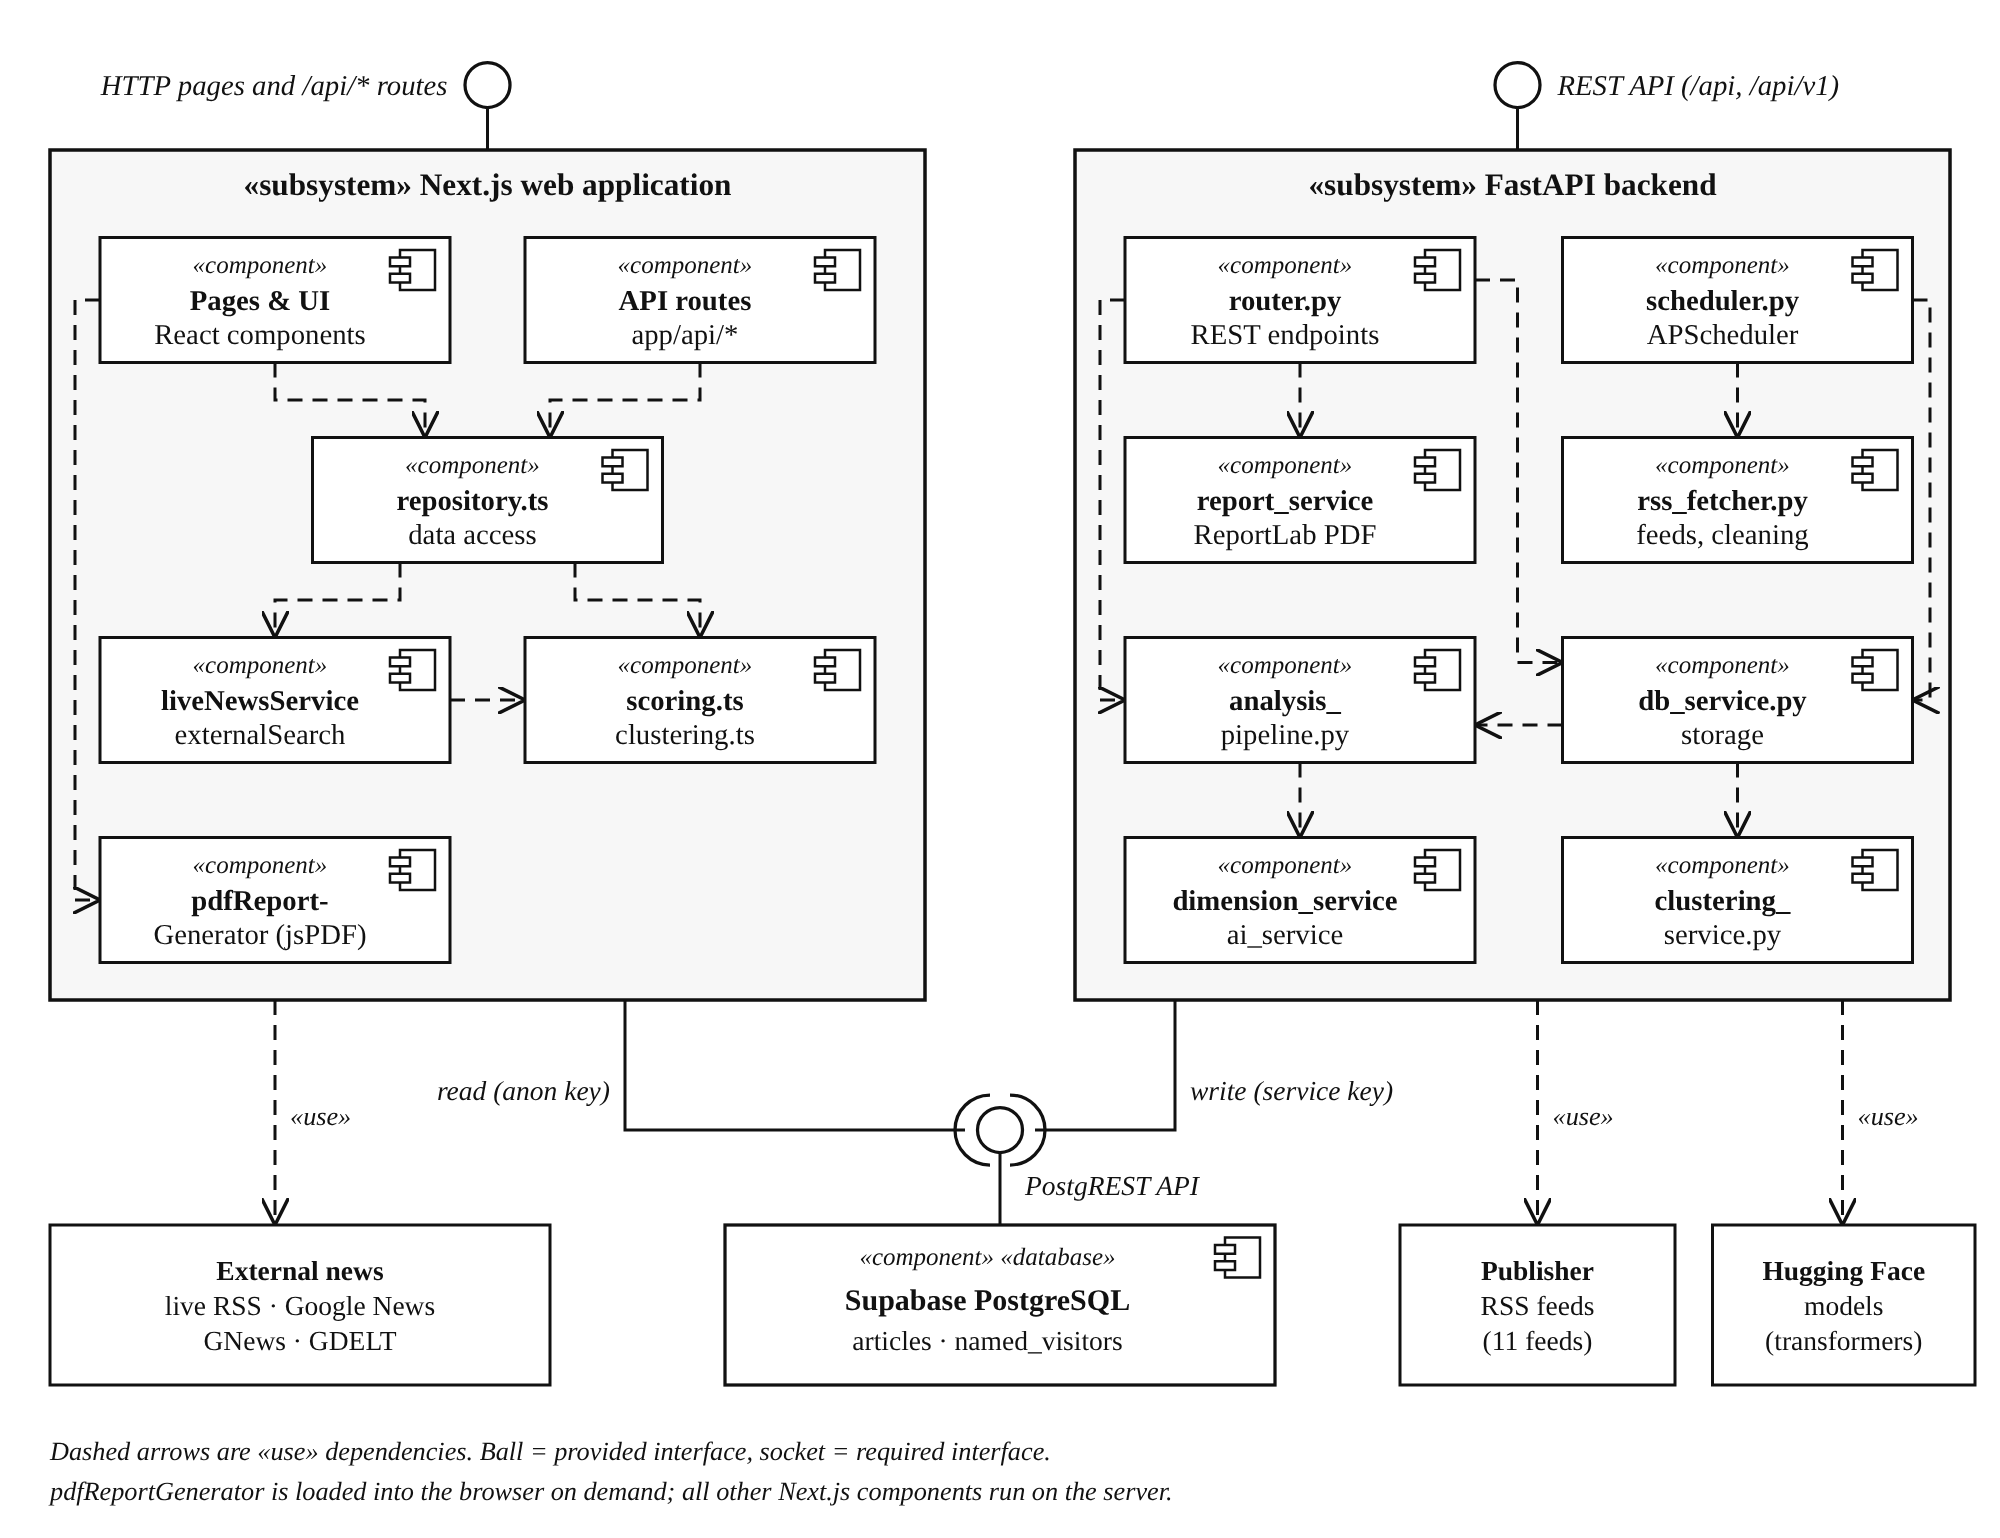 HTTP pages and /api/* routes
REST API (/api, /api/v1)
«subsystem» Next.js web application
«component»
Pages & UI
React components
«component»
API routes
app/api/*
«component»
repository.ts
data access
«component»
liveNewsService
externalSearch
«component»
scoring.ts
clustering.ts
«component»
pdfReport-
Generator (jsPDF)
«subsystem» FastAPI backend
«component»
router.py
REST endpoints
«component»
scheduler.py
APScheduler
«component»
report_service
ReportLab PDF
«component»
rss_fetcher.py
feeds, cleaning
«component»
analysis_
pipeline.py
«component»
db_service.py
storage
«component»
dimension_service
ai_service
«component»
clustering_
service.py
«use»
read (anon key)
write (service key)
«use»
«use»
PostgREST API
External news
live RSS · Google News
GNews · GDELT
«component» «database»
Supabase PostgreSQL
articles · named_visitors
Publisher
RSS feeds
(11 feeds)
Hugging Face
models
(transformers)
Dashed arrows are «use» dependencies. Ball = provided interface, socket = required interface.
pdfReportGenerator is loaded into the browser on demand; all other Next.js components run on the server.